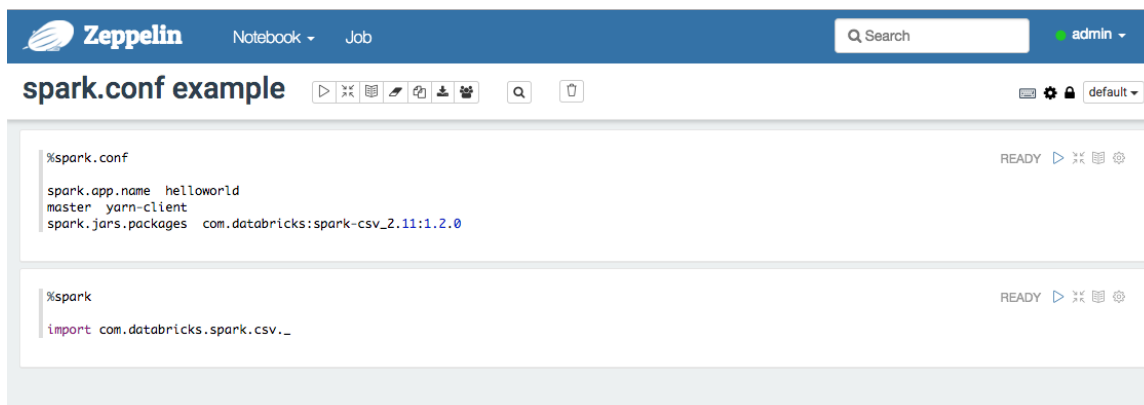 Zeppelin Notebook Job Search admin
spark.conf example default
%spark.conf READY
spark.app.name helloworld
master yarn-client
spark.jars.packages com.databricks:spark-csv_2.11:1.2.0
%spark READY
import com.databricks.spark.csv._